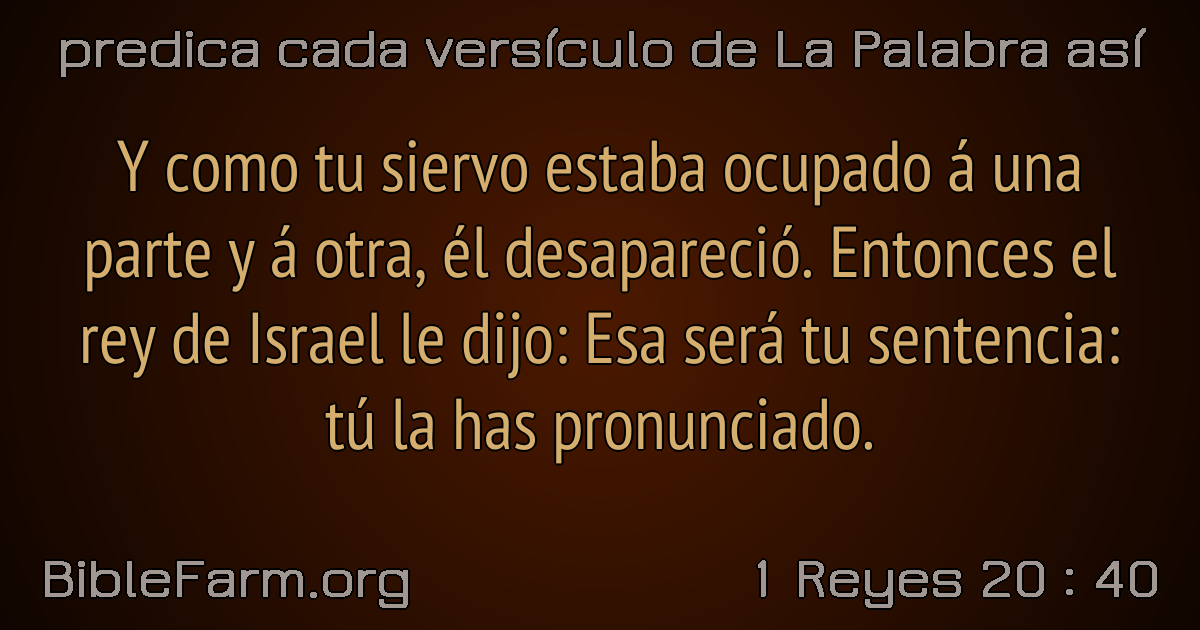 predica cada versículo de La Palabra así
Y como tu siervo estaba ocupado á una
parte y á otra, él desapareció. Entonces el
rey de Israel le dijo: Esa será tu sentencia:
tú la has pronunciado.
BibleFarm.org
1 Reyes 20 : 40